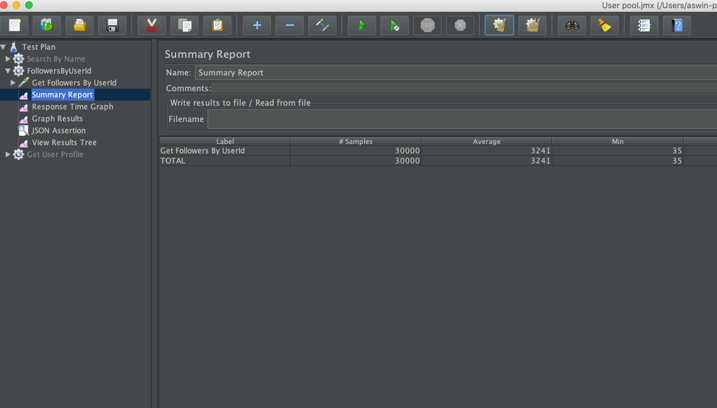 User pool.jmx (/Users/aswin-p
Test Plan
Search By Name
FollowersByUserId
Get Followers By UserId
Summary Report
Response Time Graph
Graph Results
JSON Assertion
View Results Tree
Get User Profile
Summary Report
Name: Summary Report
Comments:
Write results to file / Read from file
Filename
Label # Samples Average Min
Get Followers By UserId 30000 3241 35
TOTAL 30000 3241 35